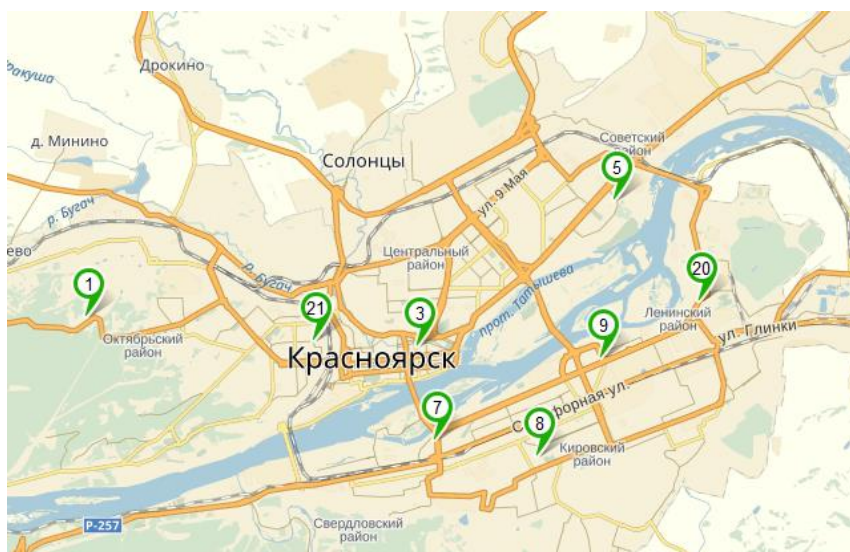 Дрокино
д. Минино
Солонцы
Советский
район
5
ул. 9 Мая
р. Бугач
Центральный
район
р. Бугач
прот. Татышева
1
21
3
20
Октябрьский
район
Ленинский
район
9
ул. Глинки
Красноярск
7
8
Кировский
район
Р-257
Свердловский
район